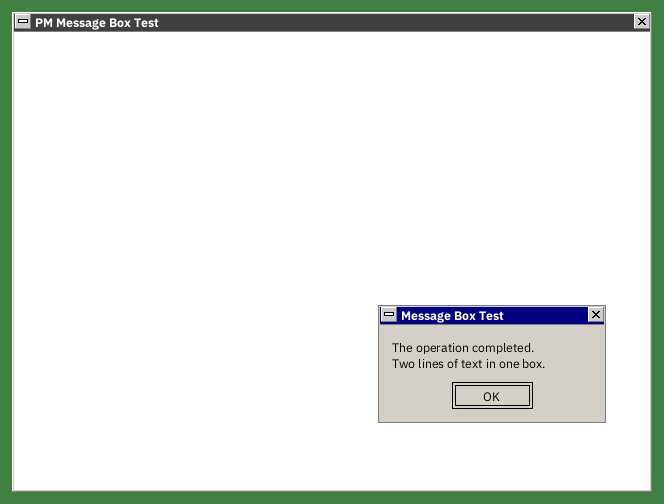 PM Message Box Test
Message Box Test
The operation completed.
Two lines of text in one box.
OK